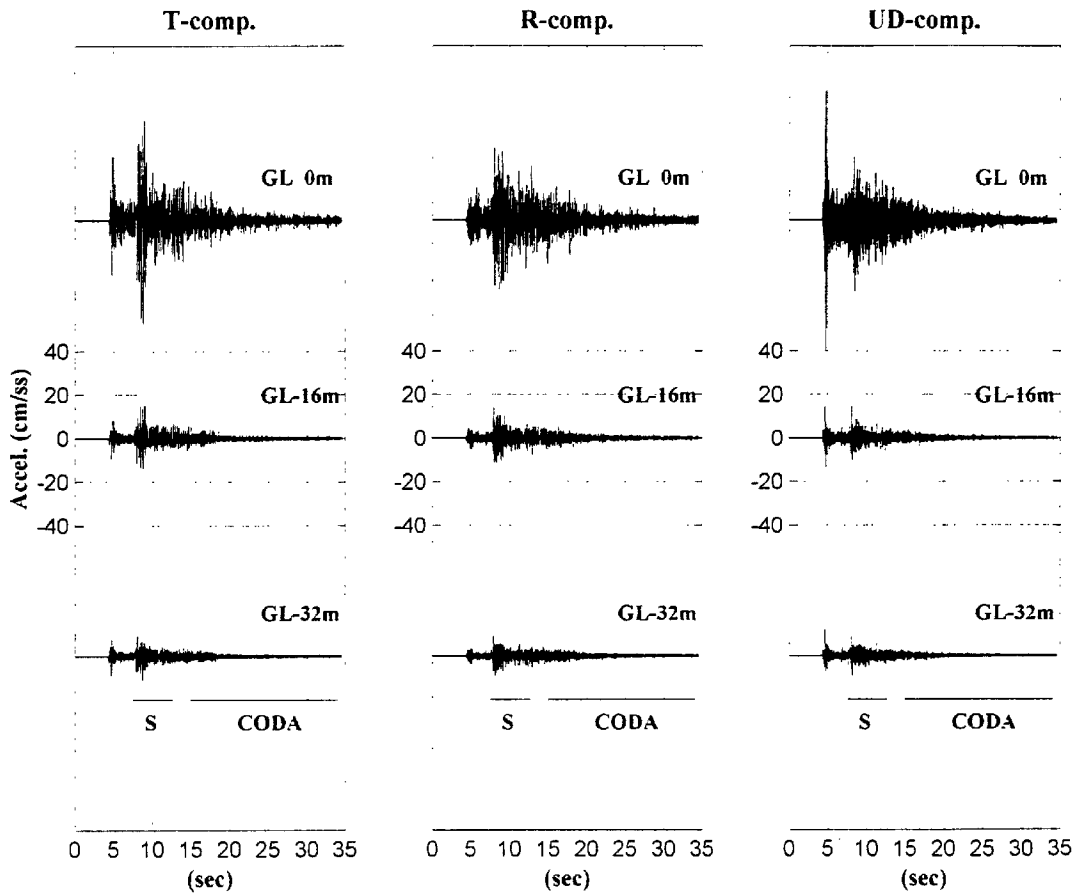 T-comp. R-comp. UD-comp.
GL 0m GL 0m GL 0m
40 40 40
20 GL-16m 20 GL-16m 20 GL-16m
0 0 0
-20 -20 -20
-40 -40 -40
Accel. (cm/ss)
GL-32m GL-32m GL-32m
S CODA S CODA S CODA
0 5 10 15 20 25 30 35 0 5 10 15 20 25 30 35 0 5 10 15 20 25 30 35
(sec) (sec) (sec)